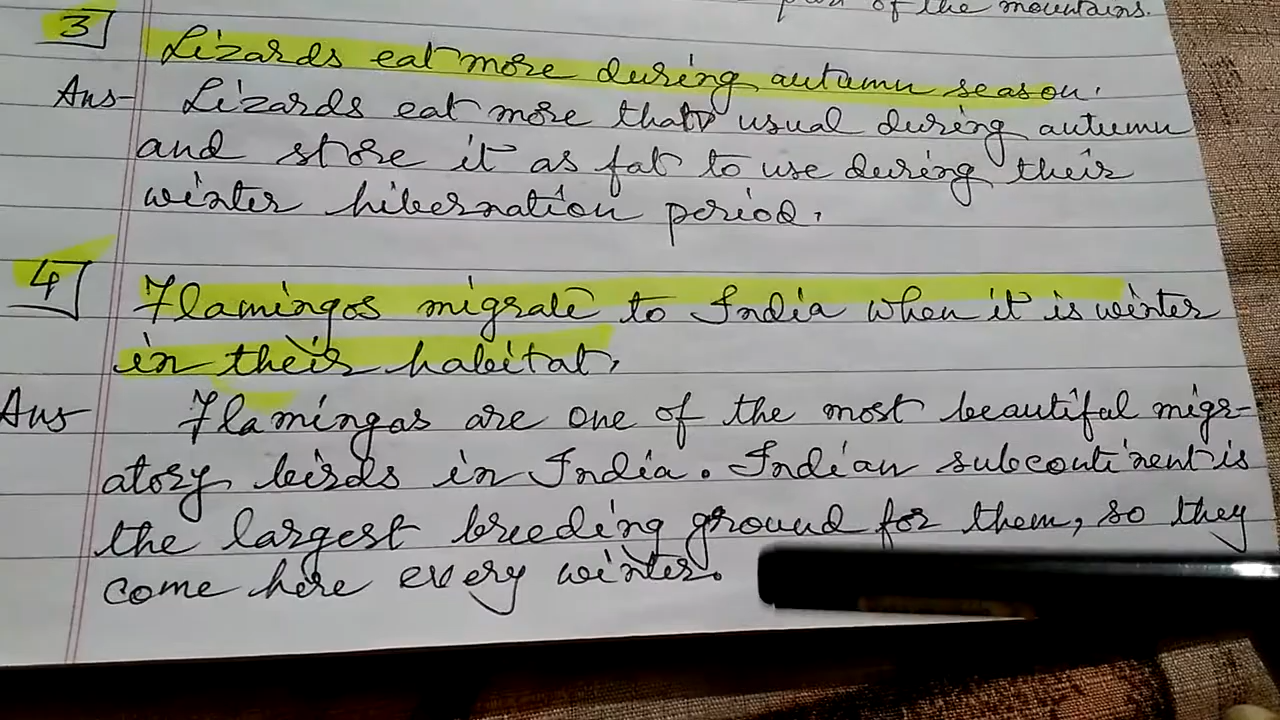 of the mountains.
3
Lizards eat more during autumn season.
Ans- Lizards eat more than usual during autumn
and store it as fat to use during their
winter hibernation period.
4 Flamingos migrate to India when it is winter
in their habitat.
Ans Flamingas are one of the most beautiful migr-
atory birds in India. Indian subcontinent is
the largest breeding ground for them, so they
come here every winter.